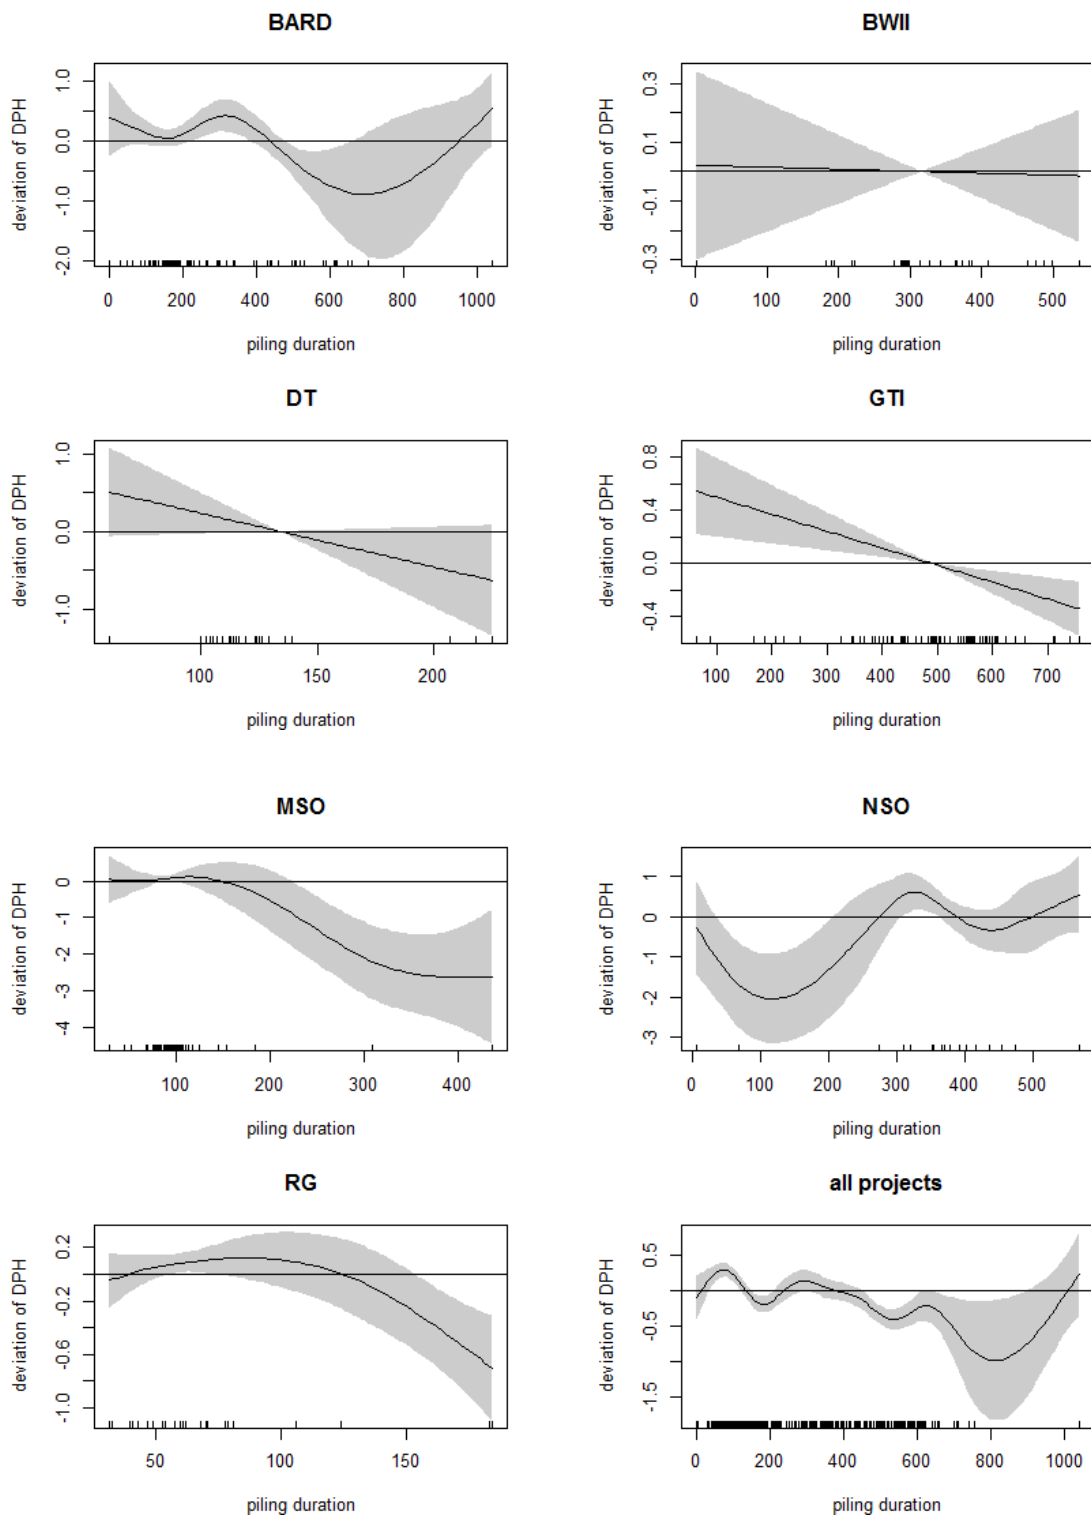 BARD
BWII
deviation of DPH
1.0
0.0
-1.0
-2.0
0 200 400 600 800 1000
piling duration
deviation of DPH
0.3
0.1
-0.1
-0.3
0 100 200 300 400 500
piling duration
DT
GTI
deviation of DPH
1.0
0.0
-1.0
100 150 200
piling duration
deviation of DPH
0.8
0.4
0.0
-0.4
100 200 300 400 500 600 700
piling duration
MSO
NSO
deviation of DPH
0
-1
-2
-3
-4
100 200 300 400
piling duration
deviation of DPH
1
0
-1
-2
-3
0 100 200 300 400 500
piling duration
RG
all projects
deviation of DPH
0.2
-0.2
-0.6
-1.0
50 100 150
piling duration
deviation of DPH
0.5
-0.5
-1.5
0 200 400 600 800 1000
piling duration